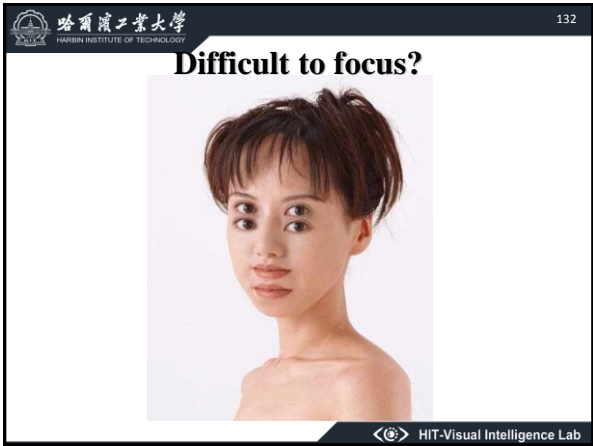 哈爾濱工業大學
HARBIN INSTITUTE OF TECHNOLOGY
132
Difficult to focus?
HIT-Visual Intelligence Lab